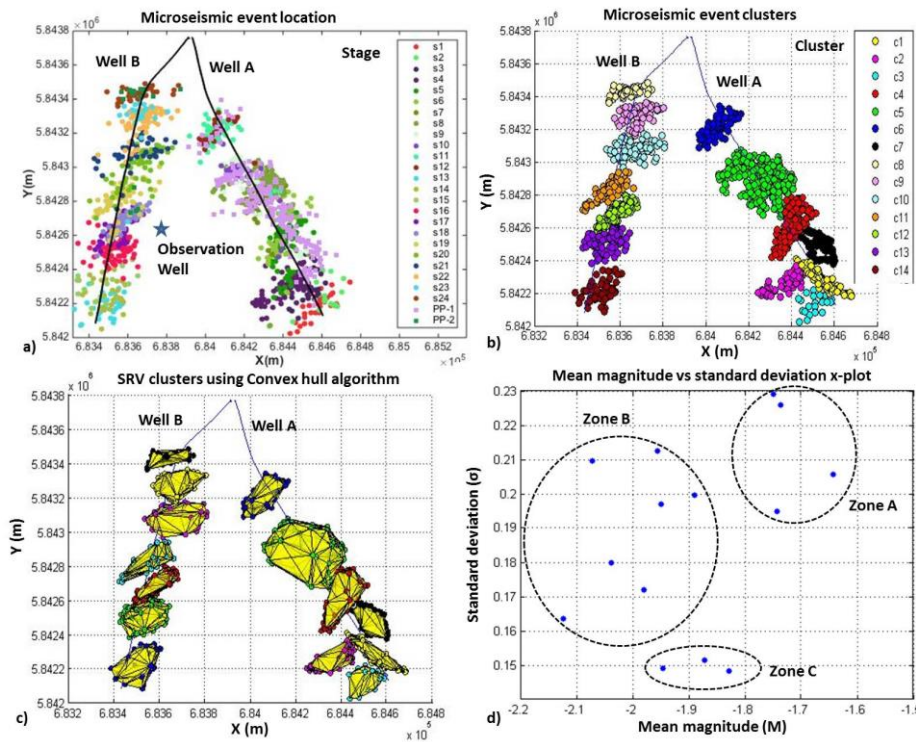 Microseismic event location
× 10⁶
5.8438
5.8436
5.8434
5.8432
5.843
5.8428
5.8426
5.8424
5.8422
5.842
Y(m)
Well B
Well A
Stage
s1
s2
s3
s4
s5
s6
s7
s8
s9
s10
s11
s12
s13
s14
s15
s16
s17
s18
s19
s20
s21
s22
s23
s24
PP-1
PP-2
Observation
Well
a)
6.834 6.836 6.838 6.84 6.842 6.844 6.846 6.848 6.85 6.852
X(m)
× 10⁵
Microseismic event clusters
× 10⁶
5.8438
5.8436
5.8434
5.8432
5.843
5.8428
5.8426
5.8424
5.8422
5.842
Y (m)
Well B
Well A
Cluster
c1
c2
c3
c4
c5
c6
c7
c8
c9
c10
c11
c12
c13
c14
b)
6.832 6.834 6.836 6.838 6.84 6.842 6.844 6.846 6.848
X (m)
× 10⁵
SRV clusters using Convex hull algorithm
× 10⁶
5.8438
5.8436
5.8434
5.8432
5.843
5.8428
5.8426
5.8424
5.8422
5.842
Y (m)
Well B
Well A
c)
6.832 6.834 6.836 6.838 6.84 6.842 6.844 6.846 6.848
X (m)
× 10⁵
Mean magnitude vs standard deviation x-plot
0.23
0.22
0.21
0.2
0.19
0.18
0.17
0.16
0.15
Standard deviation (σ)
Zone B
Zone A
Zone C
d)
-2.2 -2.1 -2 -1.9 -1.8 -1.7 -1.6 -1.5
Mean magnitude (M)